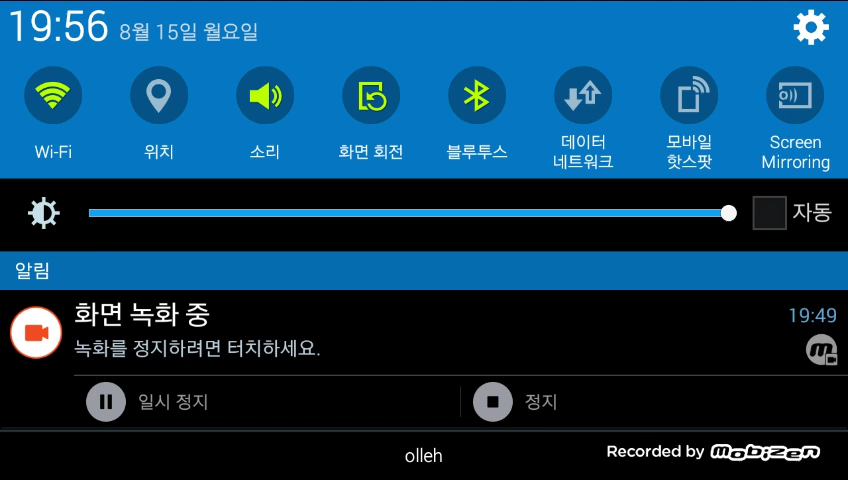 19:56 8월 15일 월요일
Wi-Fi
위치
소리
화면 회전
블루투스
데이터
네트워크
모바일
핫스팟
Screen
Mirroring
자동
알림
화면 녹화 중
19:49
녹화를 정지하려면 터치하세요.
일시 정지
정지
olleh
Recorded by mobizen